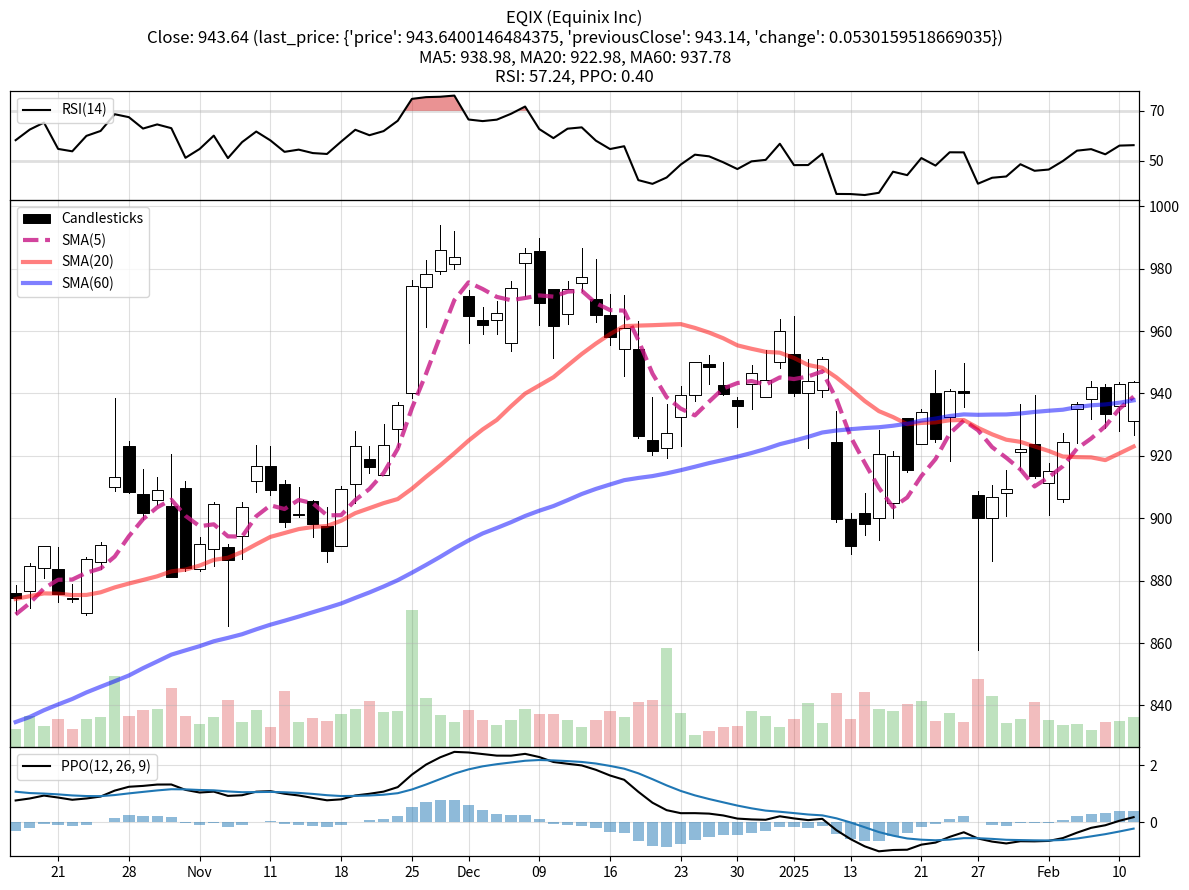 EQIX (Equinix Inc)
Close: 943.64 (last_price: {'price': 943.6400146484375, 'previousClose': 943.14, 'change': 0.0530159518669035})
MA5: 938.98, MA20: 922.98, MA60: 937.78
RSI: 57.24, PPO: 0.40
RSI(14)
70
50
Candlesticks
SMA(5)
SMA(20)
SMA(60)
1000
980
960
940
920
900
880
860
840
PPO(12, 26, 9)
2
0
21 28 Nov 11 18 25 Dec 09 16 23 30 2025 13 21 27 Feb 10